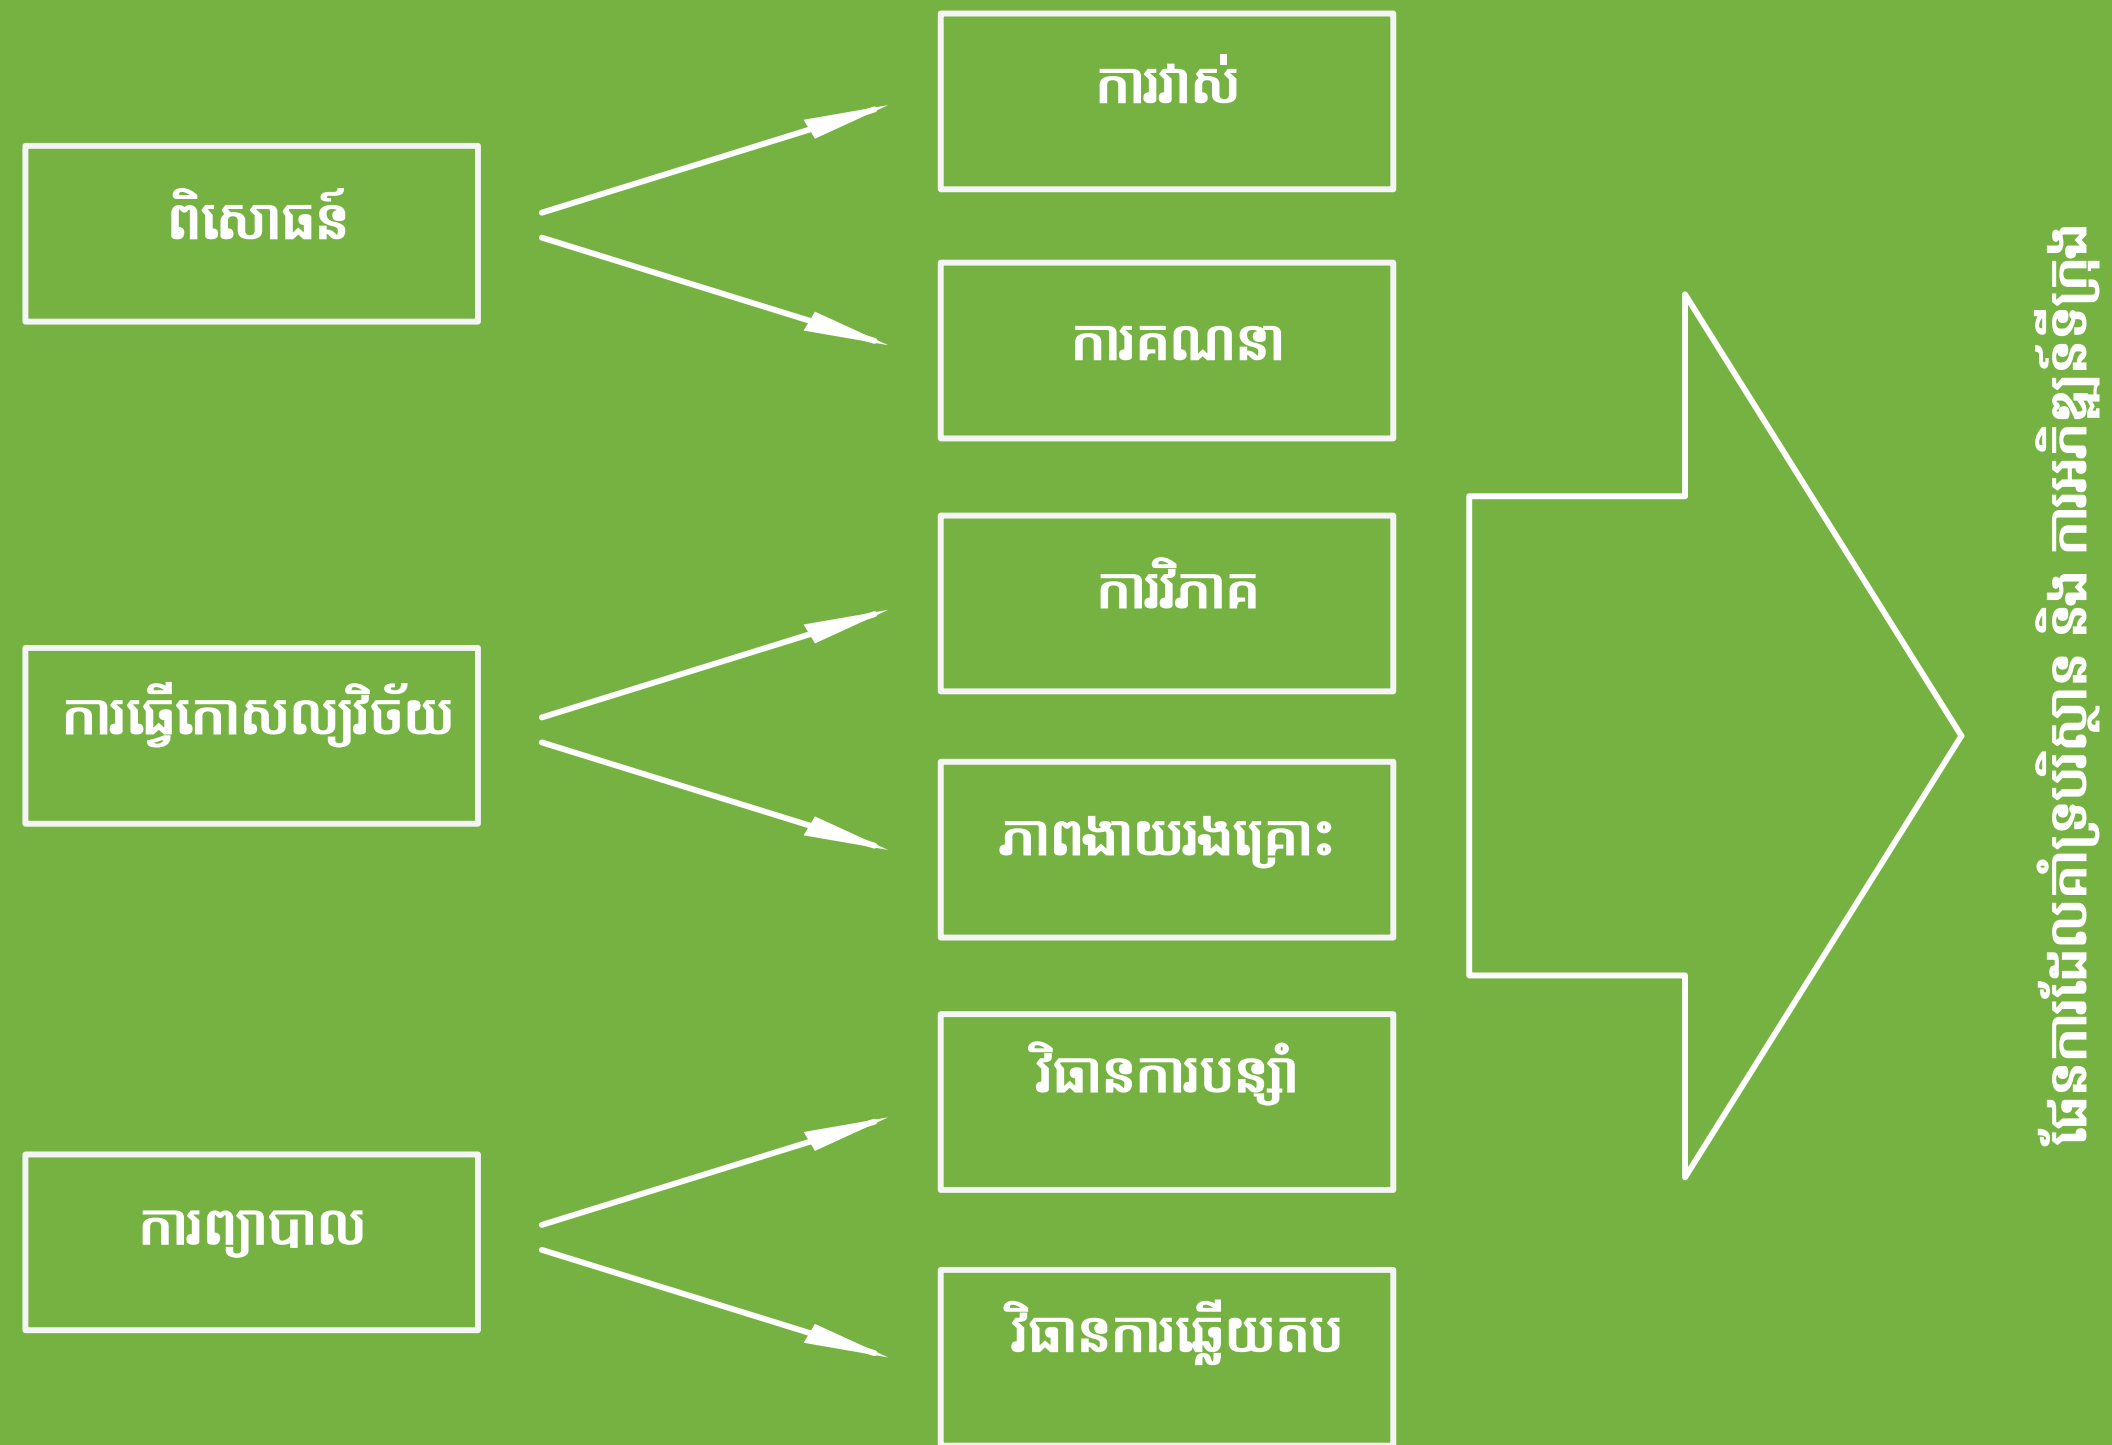 ពិសោធន៍
ការវាស់
ការគណនា
ការធ្វើកោសល្យវិច័យ
ការវិភាគ
ភាពងាយរងគ្រោះ
ការព្យាបាល
វិធានការបន្សាំ
វិធានការឆ្លើយតប
ផែនការដែលគាំទ្របរិស្ថាន និង ការអភិឌ្ឍន៍ទីក្រុង